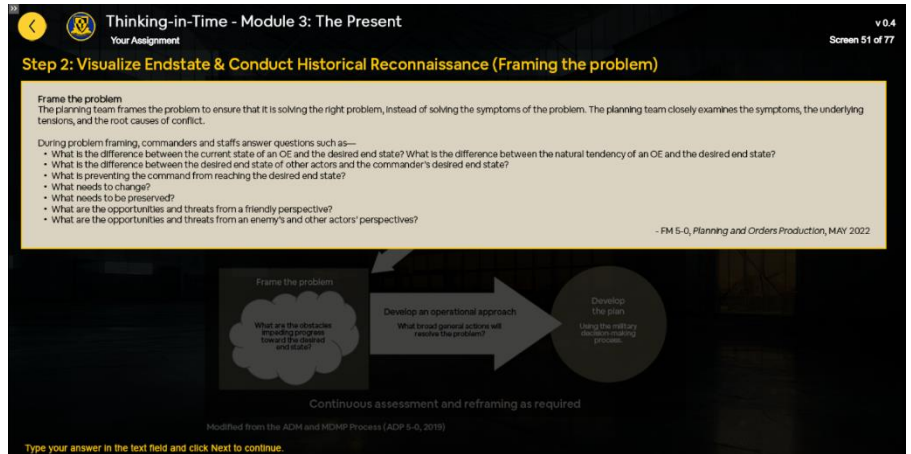 Thinking-in-Time - Module 3: The Present
Your Assignment
v 0.4
Screen 51 of 77
Step 2: Visualize Endstate & Conduct Historical Reconnaissance (Framing the problem)
Frame the problem
The planning team frames the problem to ensure that it is solving the right problem, instead of solving the symptoms of the problem. The planning team closely examines the symptoms, the underlying
tensions, and the root causes of conflict.
During problem framing, commanders and staffs answer questions such as—
• What is the difference between the current state of an OE and the desired end state? What is the difference between the natural tendency of an OE and the desired end state?
• What is the difference between the desired end state of other actors and the commander's desired end state?
• What is preventing the command from reaching the desired end state?
• What needs to change?
• What needs to be preserved?
• What are the opportunities and threats from a friendly perspective?
• What are the opportunities and threats from an enemy's and other actors' perspectives?
- FM 5-0, Planning and Orders Production, MAY 2022
Frame the problem
What are the obstacles
impeding progress
toward the desired
end state?
Develop an operational approach
What broad general actions will
resolve the problem?
Develop
the plan
Using the military
decision-making
process.
Continuous assessment and reframing as required
Modified from the ADM and MDMP Process (ADP 5-0, 2019)
Type your answer in the text field and click Next to continue.